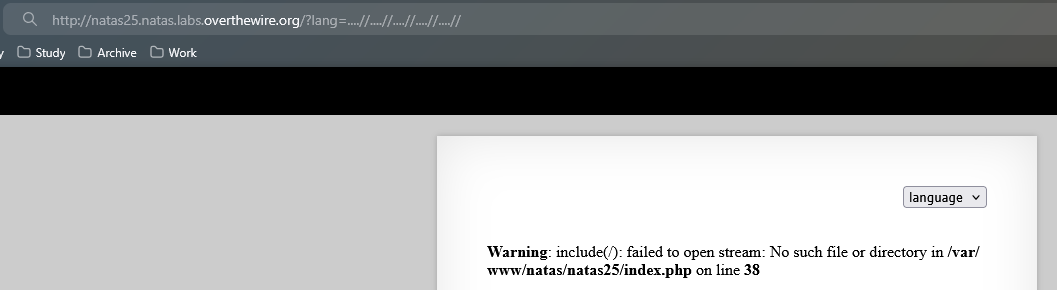 http://natas25.natas.labs.overthewire.org/?lang=....//....//....//....//....//
y Study Archive Work
language
Warning: include(/): failed to open stream: No such file or directory in /var/
www/natas/natas25/index.php on line 38